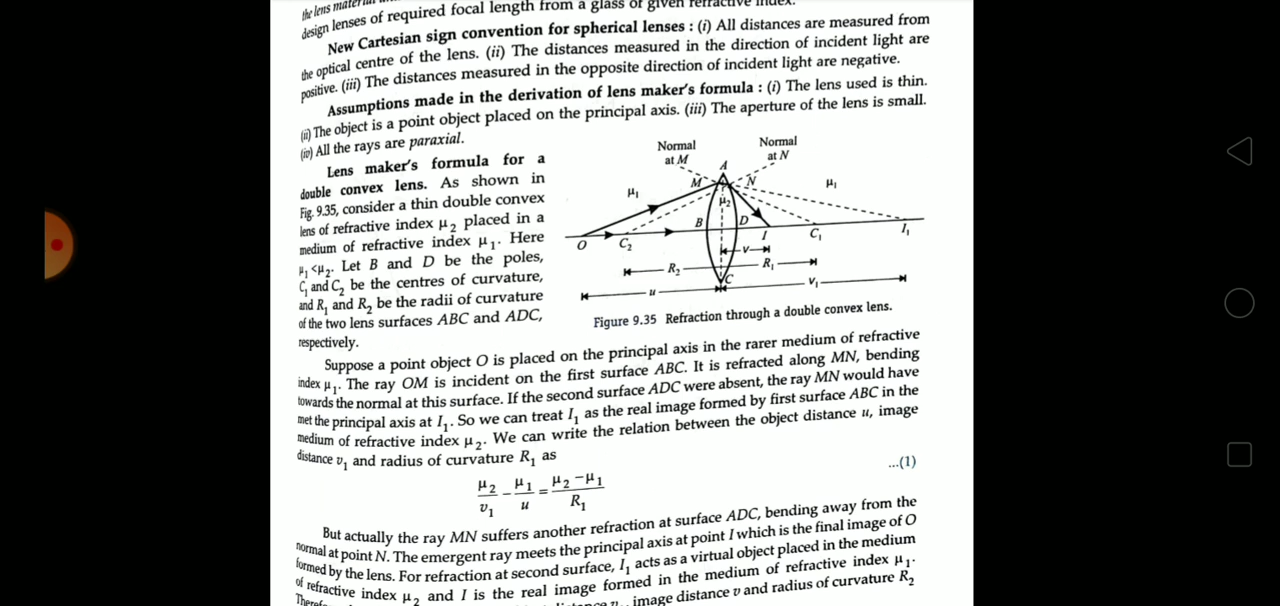 the lens
design lenses of required focal length from a glass of given refractive index.
New Cartesian sign convention for spherical lenses : (i) All distances are measured from
the optical centre of the lens. (ii) The distances measured in the direction of incident light are
positive. (iii) The distances measured in the opposite direction of incident light are negative.
Assumptions made in the derivation of lens maker's formula : (i) The lens used is thin.
(ii) The object is a point object placed on the principal axis. (iii) The aperture of the lens is small.
(iv) All the rays are paraxial.
Lens maker's formula for a
double convex lens. As shown in
Fig. 9.35, consider a thin double convex
lens of refractive index μ₂ placed in a
medium of refractive index μ₁. Here
μ₁ <μ₂. Let B and D be the poles,
C₁ and C₂ be the centres of curvature,
and R₁ and R₂ be the radii of curvature
of the two lens surfaces ABC and ADC,
respectively.
Normal at M
Normal at N
A
M
N
μ₁
μ₂
μ₁
B
D
O
C₂
I
C₁
I₁
v
R₂
R₁
C
u
v₁
Figure 9.35 Refraction through a double convex lens.
Suppose a point object O is placed on the principal axis in the rarer medium of refractive
index μ₁. The ray OM is incident on the first surface ABC. It is refracted along MN, bending
towards the normal at this surface. If the second surface ADC were absent, the ray MN would have
met the principal axis at I₁. So we can treat I₁ as the real image formed by first surface ABC in the
medium of refractive index μ₂. We can write the relation between the object distance u, image
distance v₁ and radius of curvature R₁ as
μ₂/v₁ - μ₁/u = μ₂ - μ₁/R₁ ...(1)
But actually the ray MN suffers another refraction at surface ADC, bending away from the
normal at point N. The emergent ray meets the principal axis at point I which is the final image of O
formed by the lens. For refraction at second surface, I₁ acts as a virtual object placed in the medium
of refractive index μ₂ and I is the real image formed in the medium of refractive index μ₁.
image distance v and radius of curvature R₂